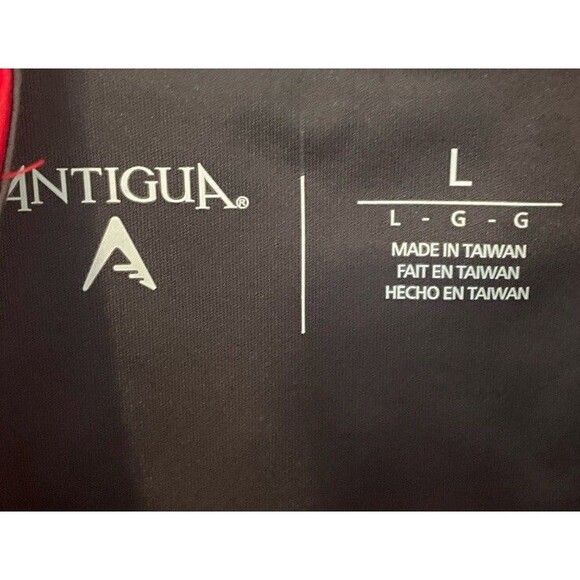 ANTIGUA®
L
L - G - G
MADE IN TAIWAN
FAIT EN TAIWAN
HECHO EN TAIWAN